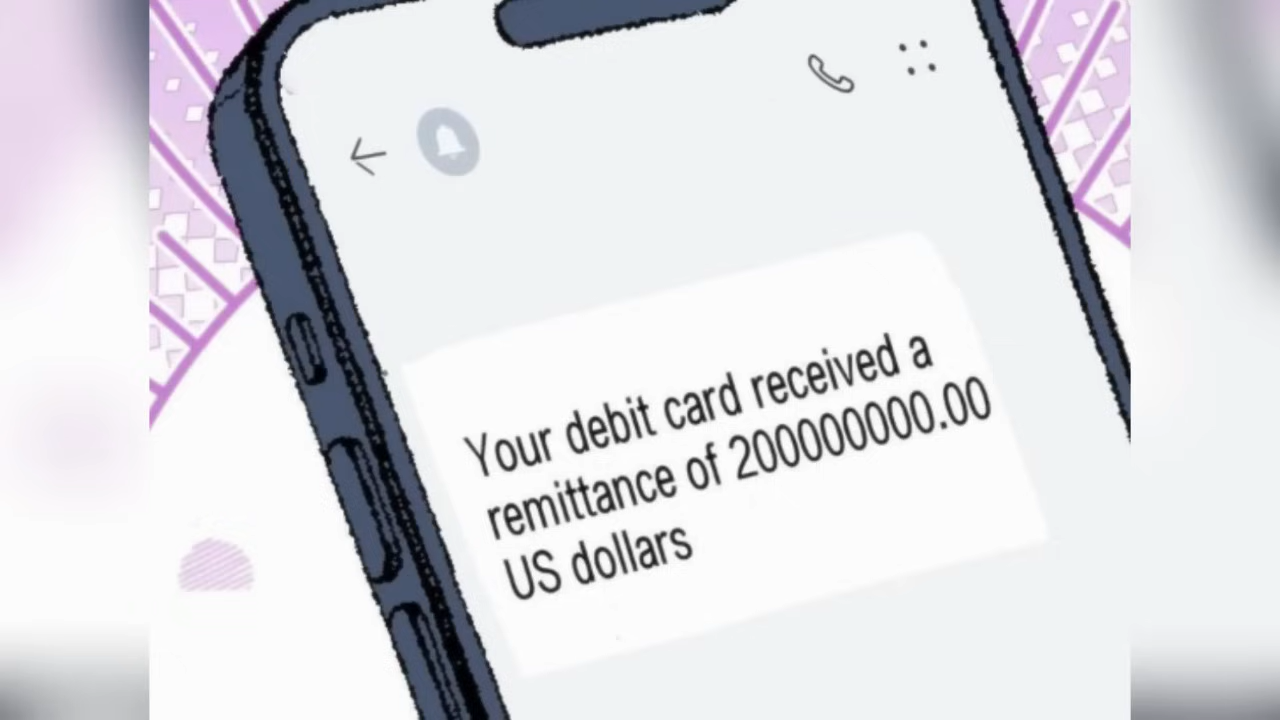 Your debit card received a
remittance of 200000000.00
US dollars